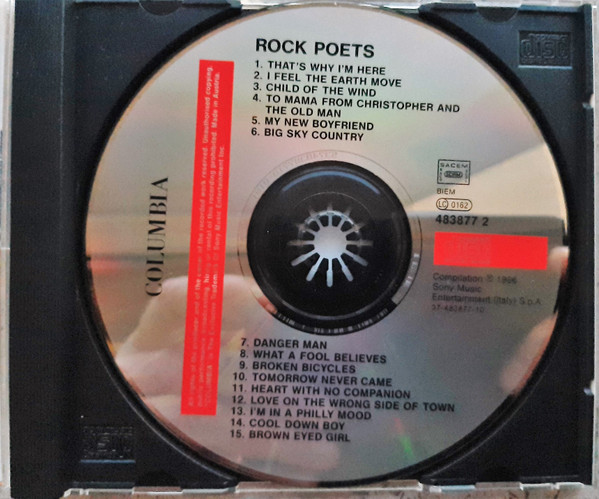 ROCK POETS
1. THAT'S WHY I'M HERE
2. I FEEL THE EARTH MOVE
3. CHILD OF THE WIND
4. TO MAMA FROM CHRISTOPHER AND
THE OLD MAN
5. MY NEW BOYFRIEND
6. BIG SKY COUNTRY
COLUMBIA
SACEM
BIEM
LC 0162
483877 2
Compilation ℗ 1996
Sony Music
Entertainment (Italy) S.p.A.
37-483877-10
7. DANGER MAN
8. WHAT A FOOL BELIEVES
9. BROKEN BICYCLES
10. TOMORROW NEVER CAME
11. HEART WITH NO COMPANION
12. LOVE ON THE WRONG SIDE OF TOWN
13. I'M IN A PHILLY MOOD
14. COOL DOWN BOY
15. BROWN EYED GIRL